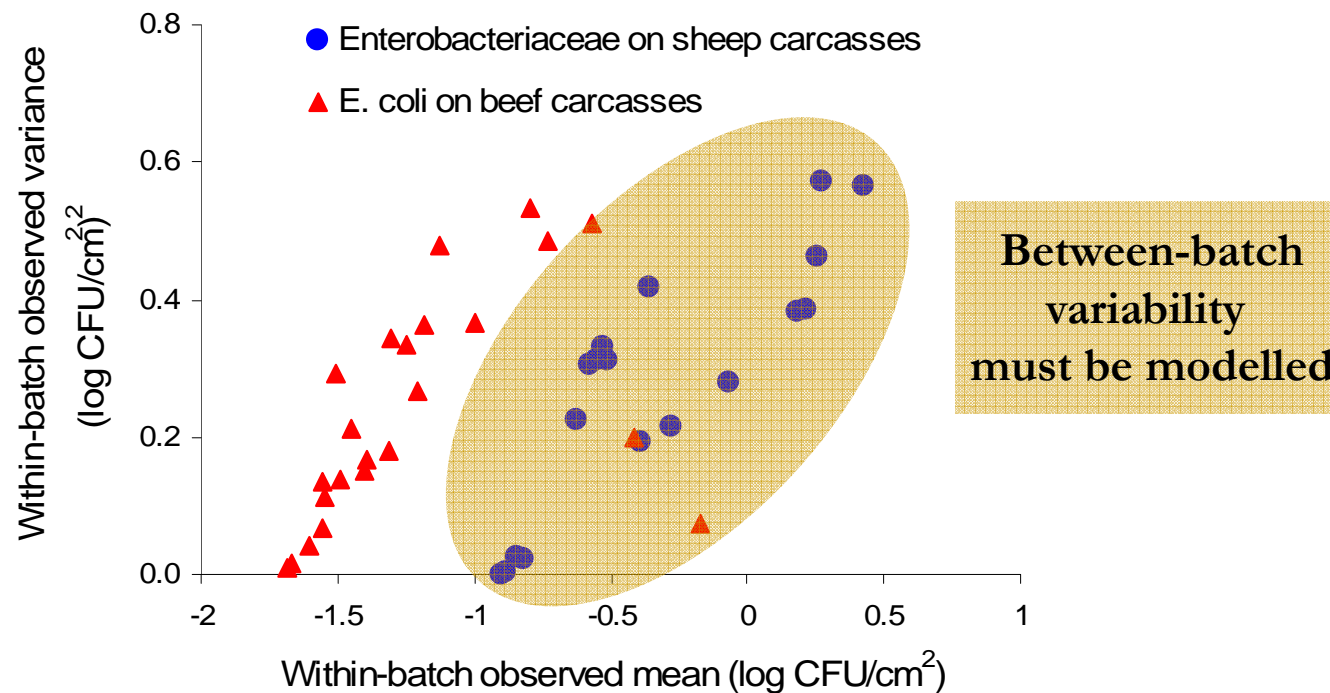 Within-batch observed variance
(log CFU/cm²)²
0.8
0.6
0.4
0.2
0.0
Enterobacteriaceae on sheep carcasses
E. coli on beef carcasses
Between-batch
variability
must be modelled
-2 -1.5 -1 -0.5 0 0.5 1
Within-batch observed mean (log CFU/cm²)